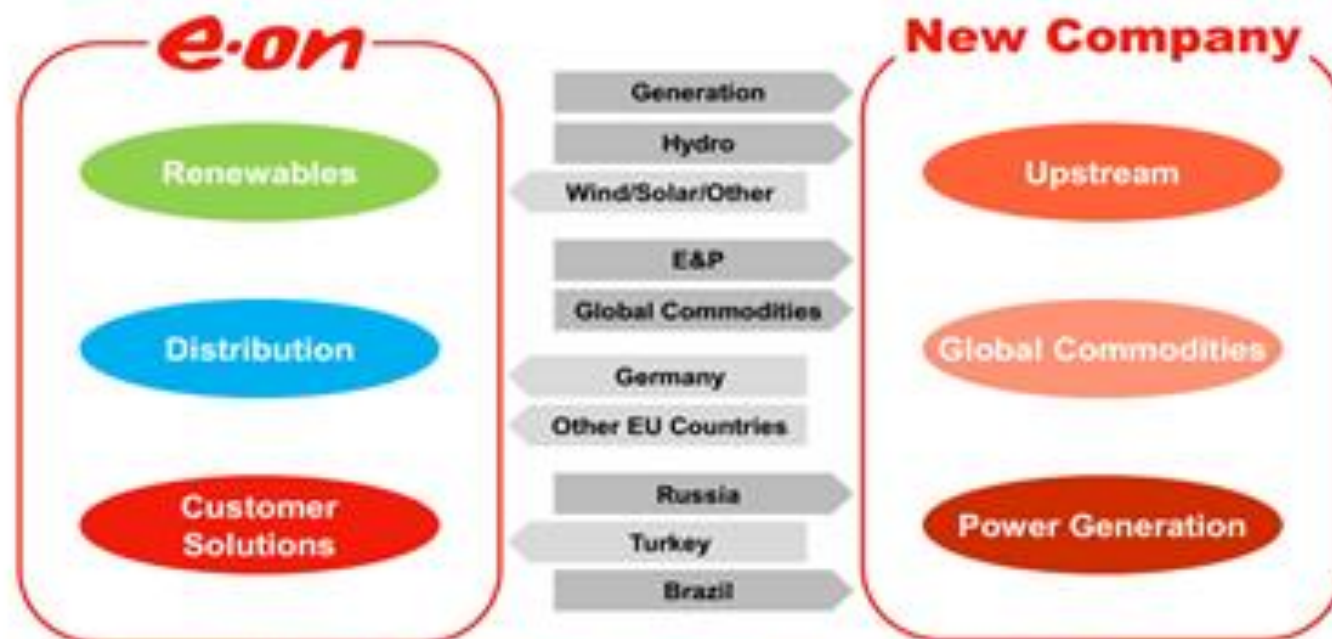 e·on
New Company
Generation
Hydro
Wind/Solar/Other
E&P
Global Commodities
Germany
Other EU Countries
Russia
Turkey
Brazil
Renewables
Distribution
Customer
Solutions
Upstream
Global Commodities
Power Generation